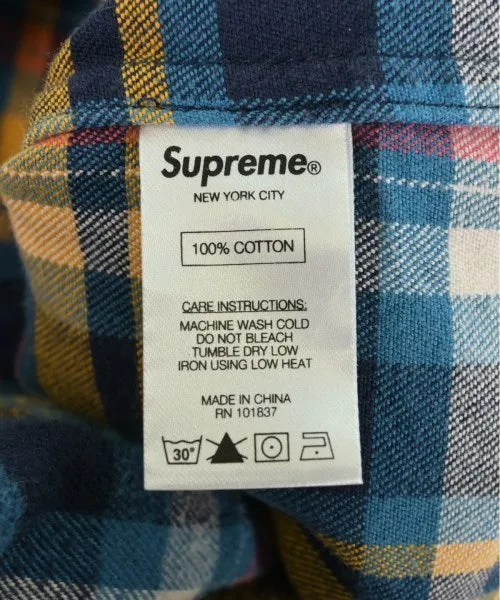 Supreme®
NEW YORK CITY
100% COTTON
CARE INSTRUCTIONS:
MACHINE WASH COLD
DO NOT BLEACH
TUMBLE DRY LOW
IRON USING LOW HEAT
MADE IN CHINA
RN 101837
30°